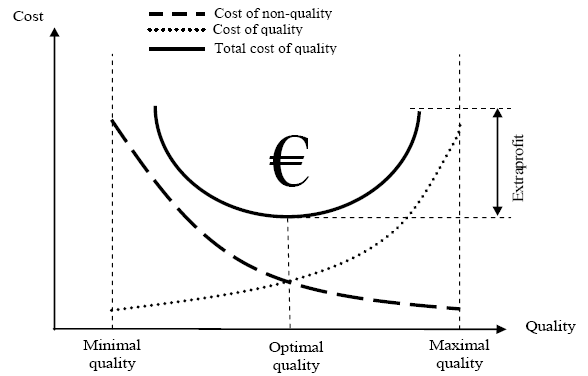 Cost of non-quality
Cost
Cost of quality
Total cost of quality
€
Extraprofit
Quality
Minimal
quality
Optimal
quality
Maximal
quality